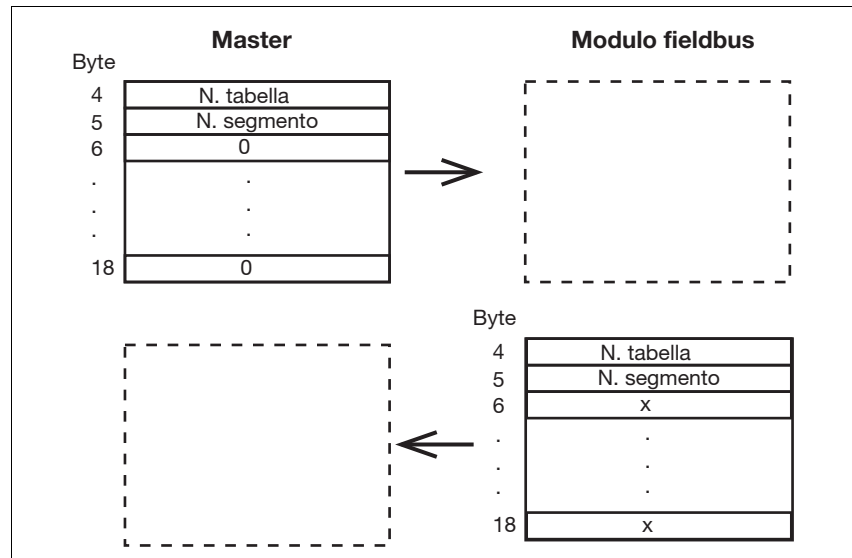 Master
Modulo fieldbus
Byte
4 N. tabella
5 N. segmento
6 0
. .
. .
. .
18 0
Byte
4 N. tabella
5 N. segmento
6 x
. .
. .
. .
18 x